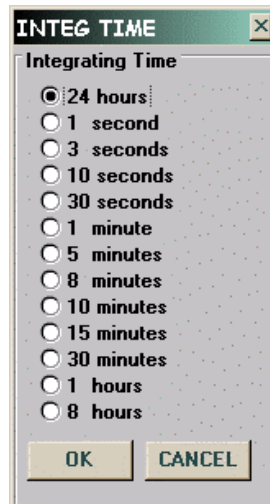 INTEG TIME
Integrating Time
24 hours
1 second
3 seconds
10 seconds
30 seconds
1 minute
5 minutes
8 minutes
10 minutes
15 minutes
30 minutes
1 hours
8 hours
OK CANCEL